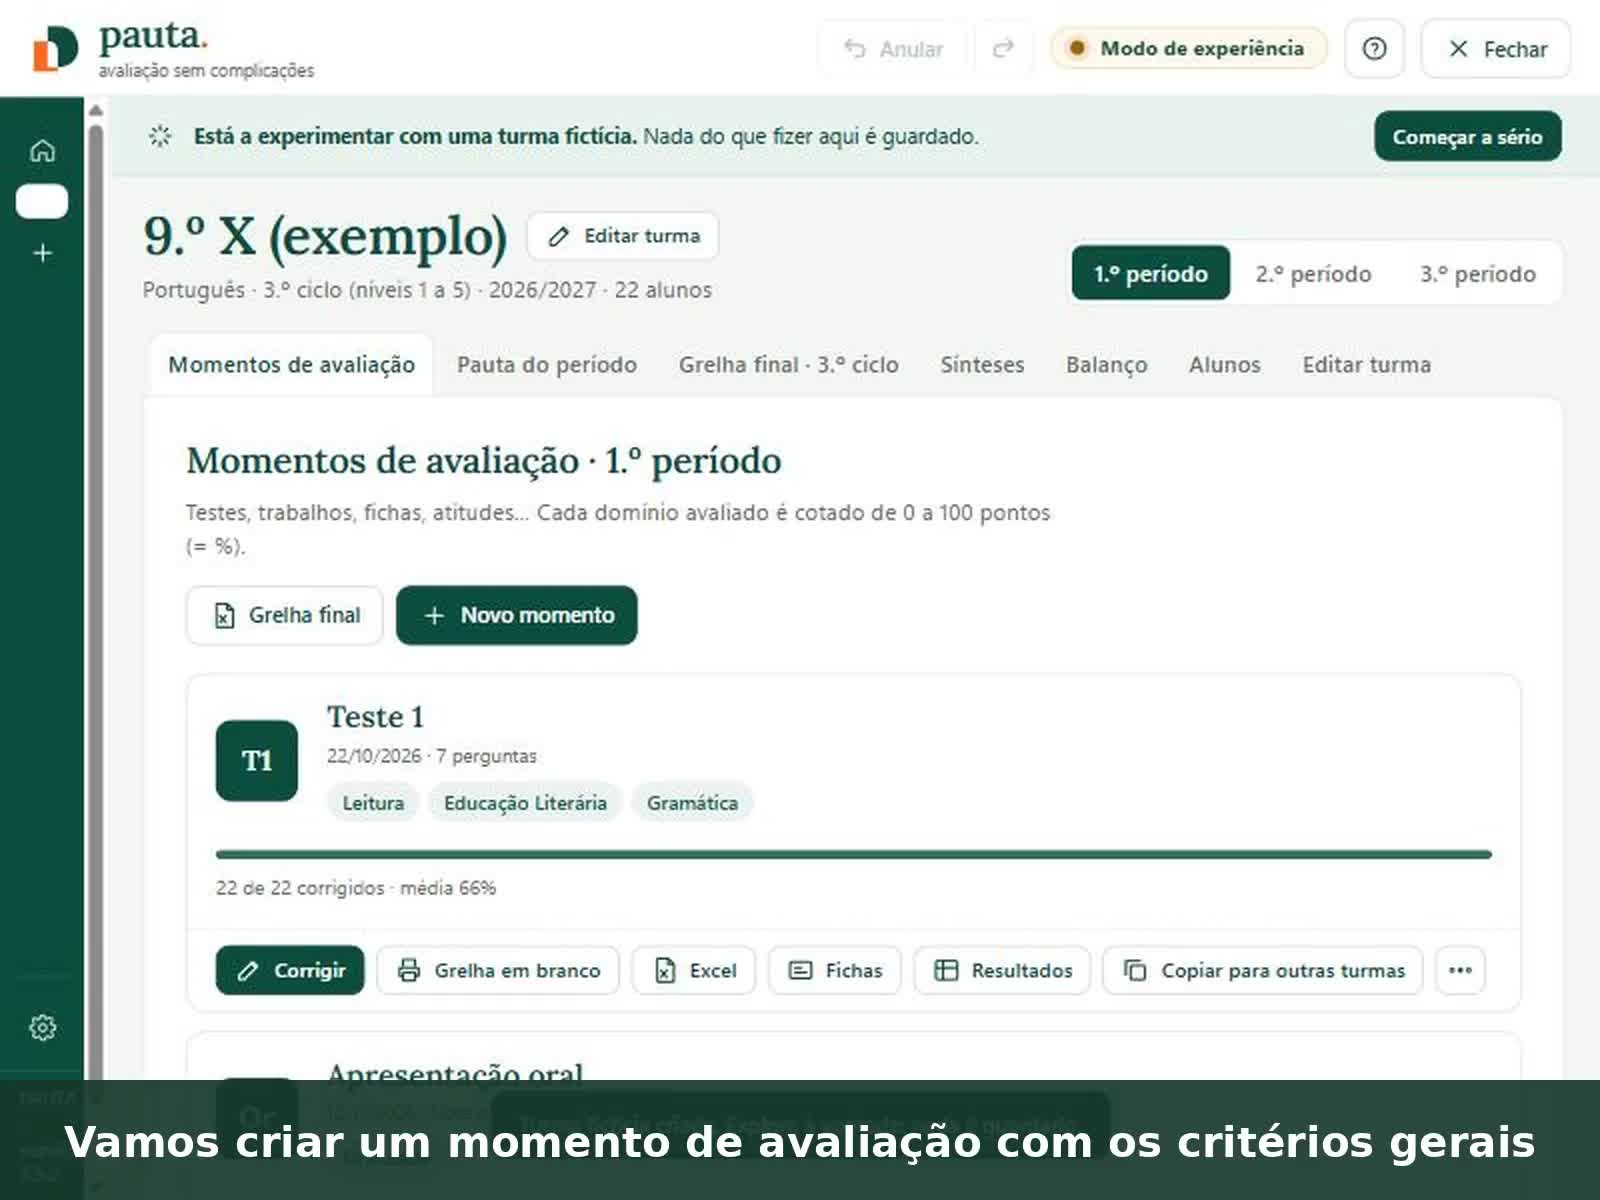 pauta.
avaliação sem complicações
Anular
Modo de experiência
Fechar
Está a experimentar com uma turma fictícia. Nada do que fizer aqui é guardado.
Começar a sério
9.º X (exemplo)
Editar turma
Português · 3.º ciclo (níveis 1 a 5) · 2026/2027 · 22 alunos
1.º período
2.º período
3.º período
Momentos de avaliação
Pauta do período
Grelha final · 3.º ciclo
Sínteses
Balanço
Alunos
Editar turma
Momentos de avaliação · 1.º período
Testes, trabalhos, fichas, atitudes... Cada domínio avaliado é cotado de 0 a 100 pontos
(= %).
Grelha final
Novo momento
T1
Teste 1
22/10/2026 · 7 perguntas
Leitura
Educação Literária
Gramática
22 de 22 corrigidos · média 66%
Corrigir
Grelha em branco
Excel
Fichas
Resultados
Copiar para outras turmas
Apresentação oral
Or
PAUTA
Vamos criar um momento de avaliação com os critérios gerais